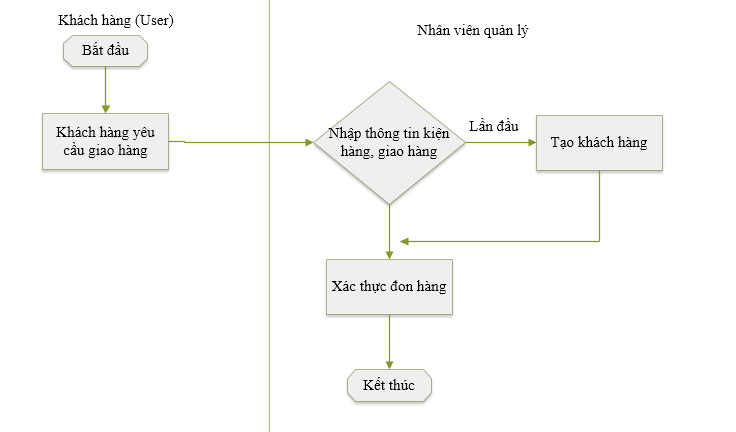 Khách hàng (User)
Nhân viên quản lý
Bắt đầu
Khách hàng yêu
cầu giao hàng
Nhập thông tin kiện
hàng, giao hàng
Lần đầu
Tạo khách hàng
Xác thực đon hàng
Kết thúc